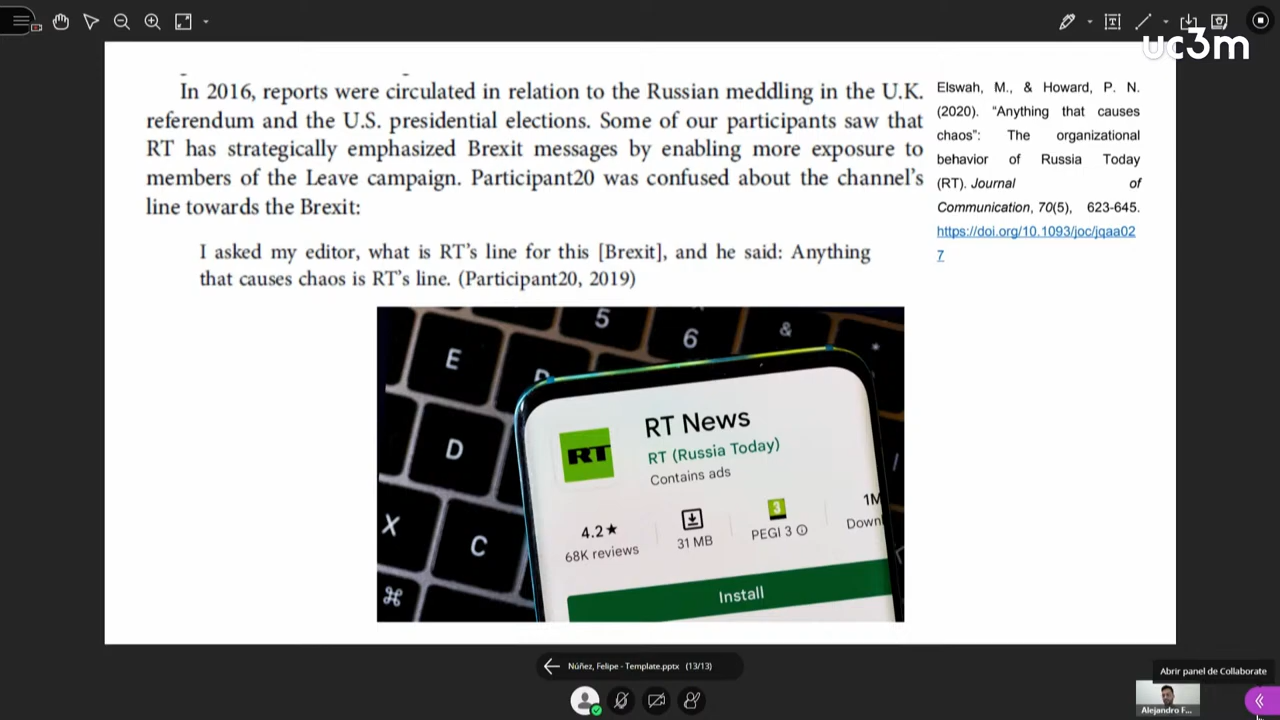 uc3m
In 2016, reports were circulated in relation to the Russian meddling in the U.K.
referendum and the U.S. presidential elections. Some of our participants saw that
RT has strategically emphasized Brexit messages by enabling more exposure to
members of the Leave campaign. Participant20 was confused about the channel's
line towards the Brexit:
I asked my editor, what is RT's line for this [Brexit], and he said: Anything
that causes chaos is RT's line. (Participant20, 2019)
Elswah, M., & Howard, P. N.
(2020). "Anything that causes
chaos": The organizational
behavior of Russia Today
(RT). Journal of
Communication, 70(5), 623-645.
https://doi.org/10.1093/joc/jqaa02
7
5
6
&
*
E
D
X
C
⌘
RT
RT News
RT (Russia Today)
Contains ads
4.2★
68K reviews
31 MB
3
PEGI 3
1M
Install
Núñez, Felipe - Template.pptx (13/13)
Abrir panel de Collaborate
Alejandro F...